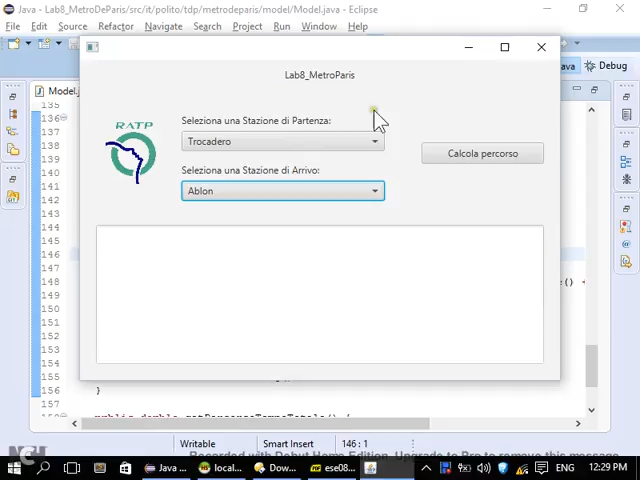 Java - Lab8_MetroDeParis/src/it/polito/tdp/metrodeparis/model/Model.java - Eclipse
File Edit Source Refactor Navigate Search Project Run Window Help
Debug
Model.j
Lab8_MetroParis
Seleziona una Stazione di Partenza:
RATP
Trocadero
Calcola percorso
Seleziona una Stazione di Arrivo:
Ablon
135
136
137
138
139
140
141
142
143
144
145
146
147
148
149
150
151
152
153
154
155
156
}
Writable
Smart Insert
146 : 1
Recorded with Debut Home Edition. Upgrade to Pro to remove this message
NCH
Java ...
local...
Dow...
ese08...
ENG
12:29 PM